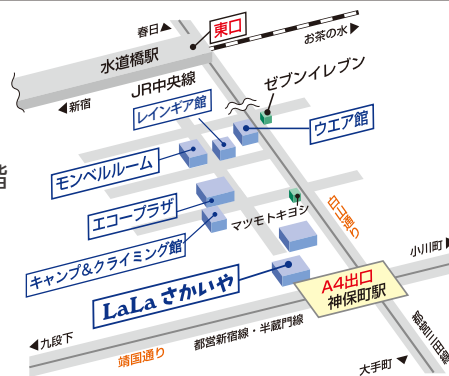 春日
東口
お茶の水
水道橋駅
新宿
JR中央線
ゼブンイレブン
レインギア館
ウエア館
モンベルルーム
階
エコープラザ
マツモトキヨシ
白山通り
キャンプ&クライミング館
小川町
LaLa さかいや
A4出口
神保町駅
九段下
都営新宿線・半蔵門線
靖国通り
都営三田線
大手町